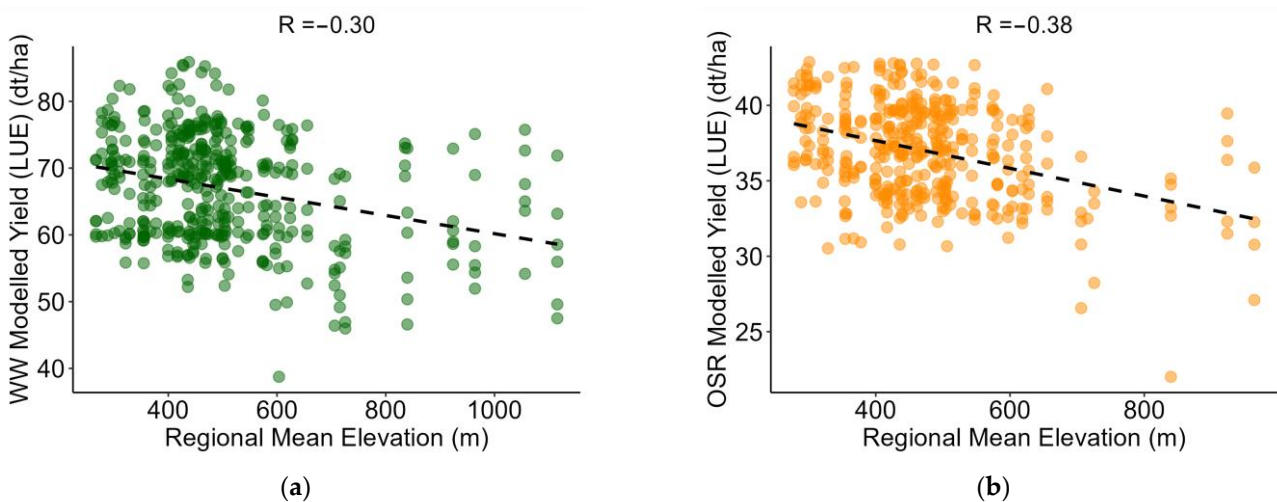 R =−0.30
WW Modelled Yield (LUE) (dt/ha)
80
70
60
50
40
400
600
800
1000
Regional Mean Elevation (m)
(a)
R =−0.38
OSR Modelled Yield (LUE) (dt/ha)
40
35
30
25
400
600
800
Regional Mean Elevation (m)
(b)